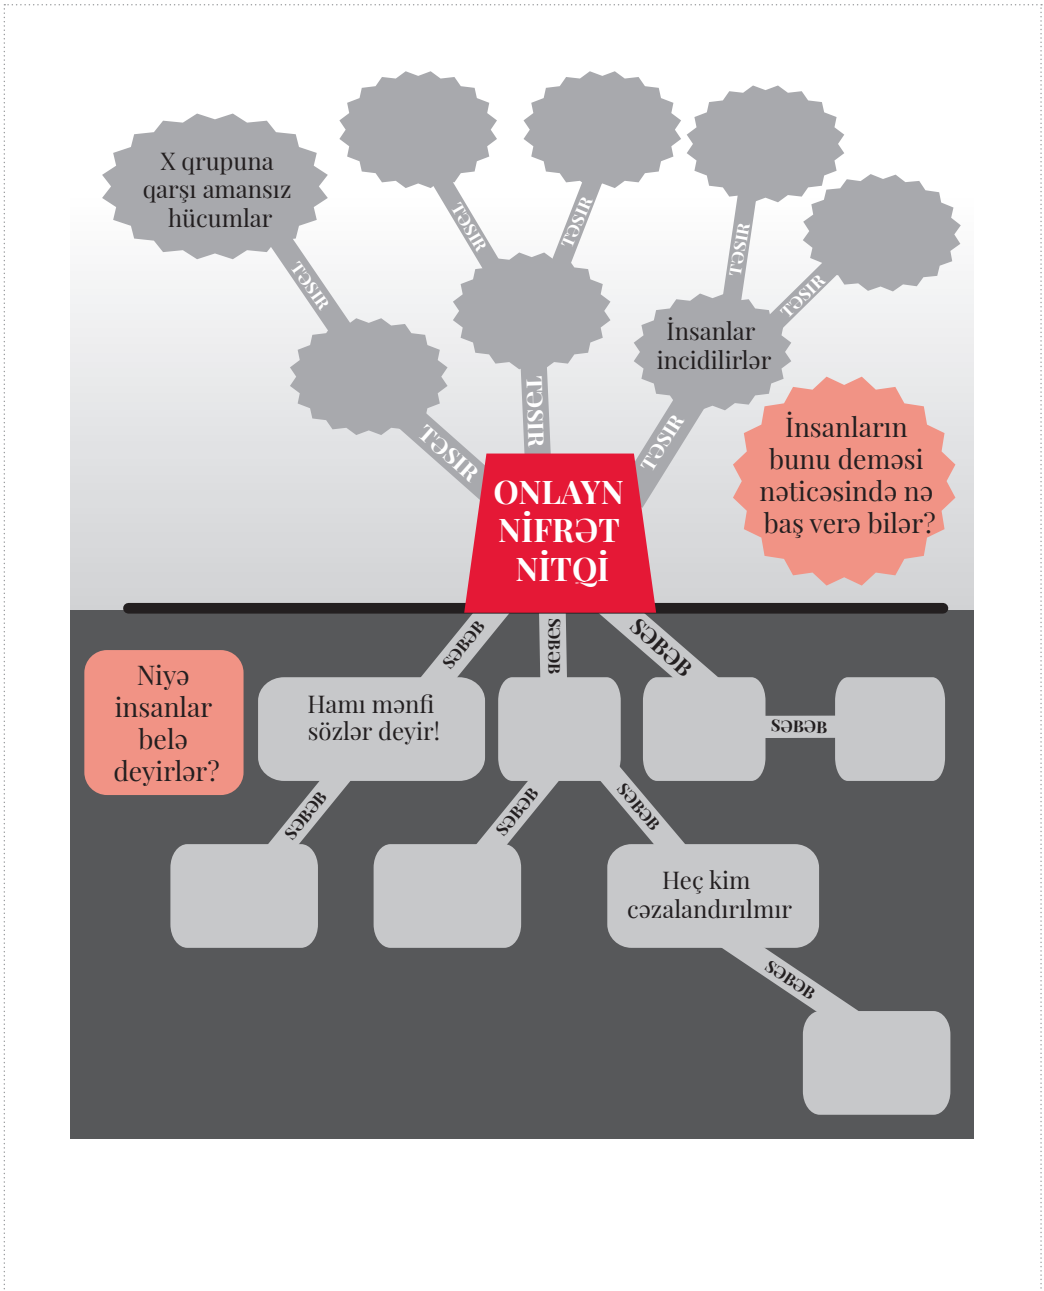 X qrupuna
qarşı amansız
hücumlar
TƏSIR
TƏSIR
TƏSIR
TƏSIR
TƏSIR
İnsanlar
incidilirlər
TƏSIR
TƏSIR
TƏSIR
İnsanların
bunu deməsi
nəticəsində nə
baş verə bilər?
ONLAYN
NİFRƏT
NİTQİ
SƏBƏB
SƏBƏB
SƏBƏB
Niyə
insanlar
belə
deyirlər?
Hamı mənfi
sözlər deyir!
SƏBƏB
SƏBƏB
SƏBƏB
SƏBƏB
Heç kim
cəzalandırılmır
SƏBƏB